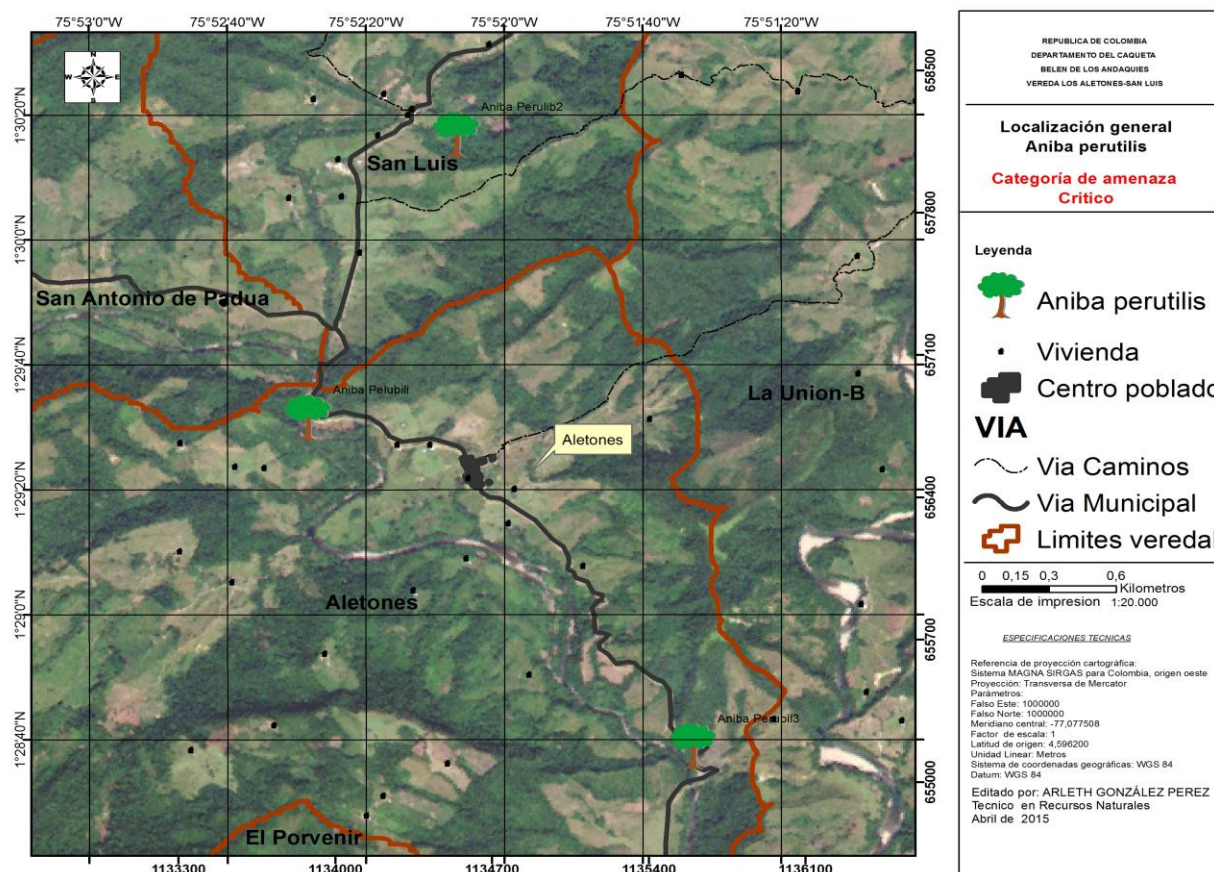 75°53'0"W 75°52'40"W 75°52'20"W 75°52'0"W 75°51'40"W 75°51'20"W
N
W E
S
1°30'20"N
1°30'0"N
1°29'40"N
1°29'20"N
1°29'0"N
1°28'40"N
658500
657800
657100
656400
655700
655000
Aniba Perulib2
San Luis
San Antonio de Padua
Aniba Pelubili
La Union-B
Aletones
Aletones
Aniba Perubil3
El Porvenir
1133300 1134000 1134700 1135400 1136100
REPUBLICA DE COLOMBIA
DEPARTAMENTO DEL CAQUETA
BELEN DE LOS ANDAQUIES
VEREDA LOS ALETONES-SAN LUIS
Localización general
Aniba perutilis
Categoría de amenaza
Critico
Leyenda
Aniba perutilis
Vivienda
Centro poblado
VIA
Via Caminos
Via Municipal
Limites veredal
0 0,15 0,3 0,6
Kilometros
Escala de impresion 1:20.000
ESPECIFICACIONES TECNICAS
Referencia de proyección cartográfica:
Sistema MAGNA SIRGAS para Colombia, origen oeste
Proyección: Transversa de Mercator
Parámetros:
Falso Este: 1000000
Falso Norte: 1000000
Meridiano central: -77,077508
Factor de escala: 1
Latitud de origen: 4,596200
Unidad Linear: Metros
Sistema de coordenadas geográficas: WGS 84
Datum: WGS 84
Editado por: ARLETH GONZÁLEZ PEREZ
Tecnico en Recursos Naturales
Abril de 2015